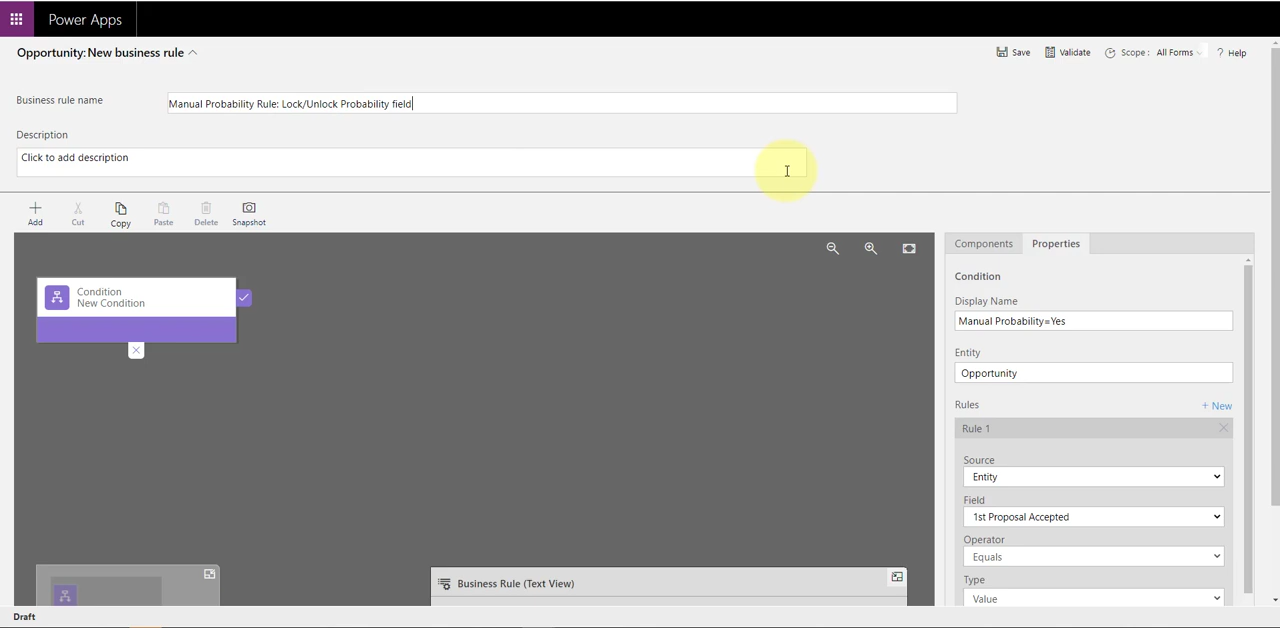 Power Apps
Opportunity: New business rule
Save
Validate
Scope :
All Forms
? Help
Business rule name
Manual Probability Rule: Lock/Unlock Probability field
Description
Click to add description
Add
Cut
Copy
Paste
Delete
Snapshot
Condition
New Condition
Business Rule (Text View)
Components
Properties
Condition
Display Name
Manual Probability=Yes
Entity
Opportunity
Rules
+ New
Rule 1
Source
Entity
Field
1st Proposal Accepted
Operator
Equals
Type
Value
Draft